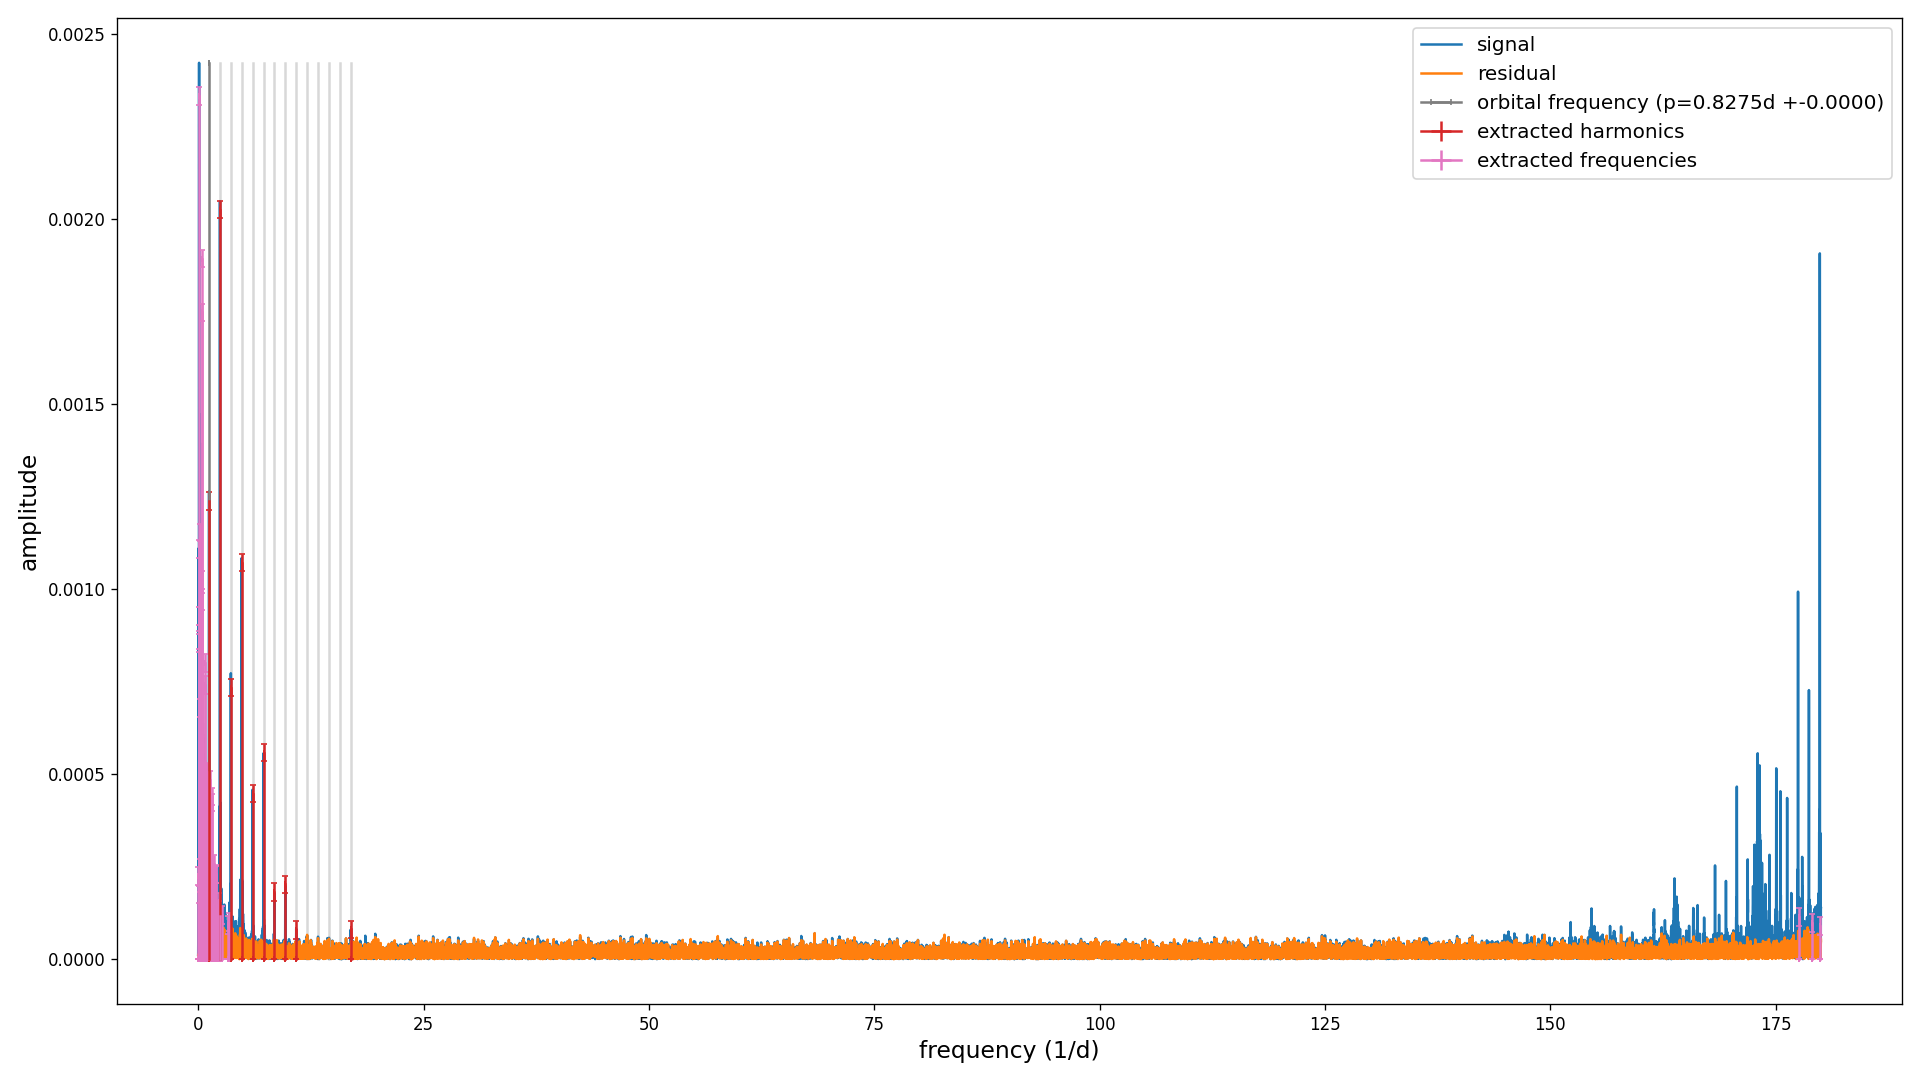 signal
residual
orbital frequency (p=0.8275d +-0.0000)
extracted harmonics
extracted frequencies
amplitude
0.0025
0.0020
0.0015
0.0010
0.0005
0.0000
0 25 50 75 100 125 150 175
frequency (1/d)